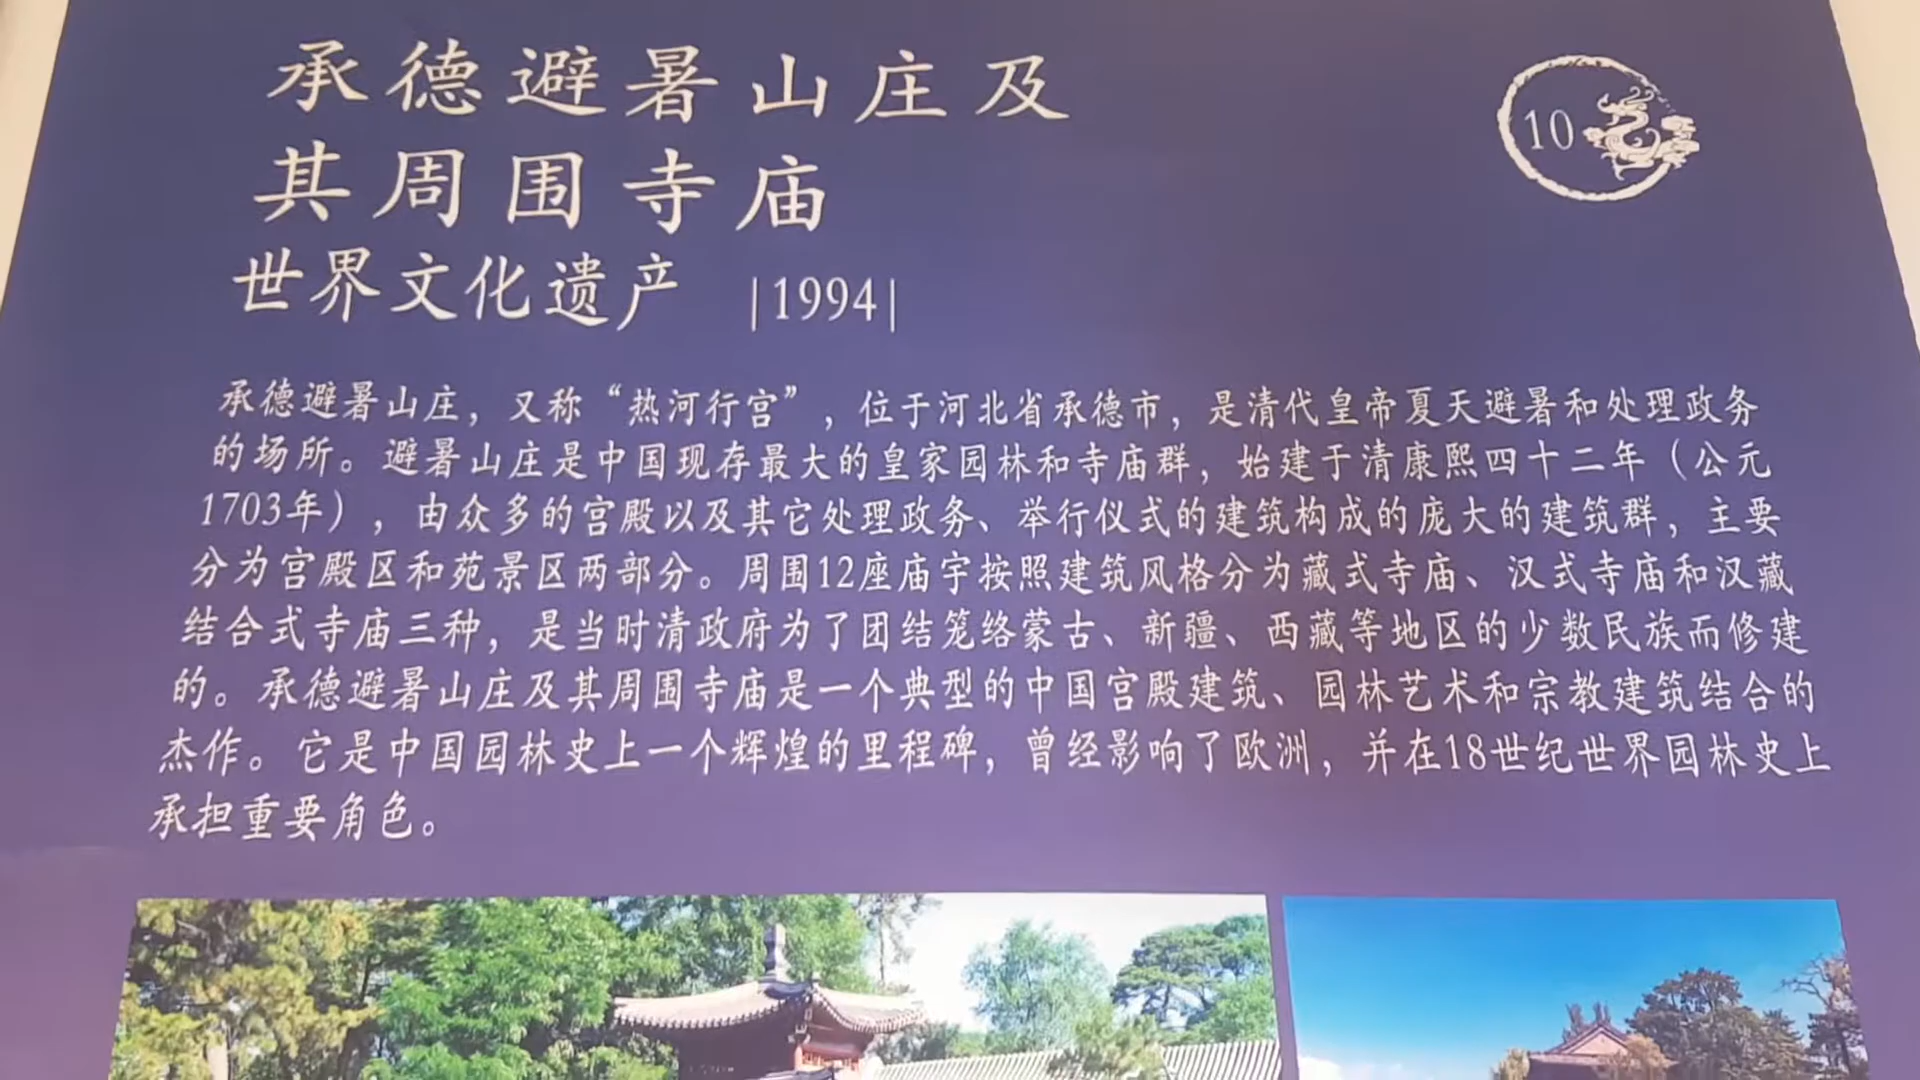 承德避暑山庄及
其周围寺庙
世界文化遗产 |1994|
10
承德避暑山庄，又称“热河行宫”，位于河北省承德市，是清代皇帝夏天避暑和处理政务
的场所。避暑山庄是中国现存最大的皇家园林和寺庙群，始建于清康熙四十二年（公元
1703年），由众多的宫殿以及其它处理政务、举行仪式的建筑构成的庞大的建筑群，主要
分为宫殿区和苑景区两部分。周围12座庙宇按照建筑风格分为藏式寺庙、汉式寺庙和汉藏
结合式寺庙三种，是当时清政府为了团结笼络蒙古、新疆、西藏等地区的少数民族而修建
的。承德避暑山庄及其周围寺庙是一个典型的中国宫殿建筑、园林艺术和宗教建筑结合的
杰作。它是中国园林史上一个辉煌的里程碑，曾经影响了欧洲，并在18世纪世界园林史上
承担重要角色。